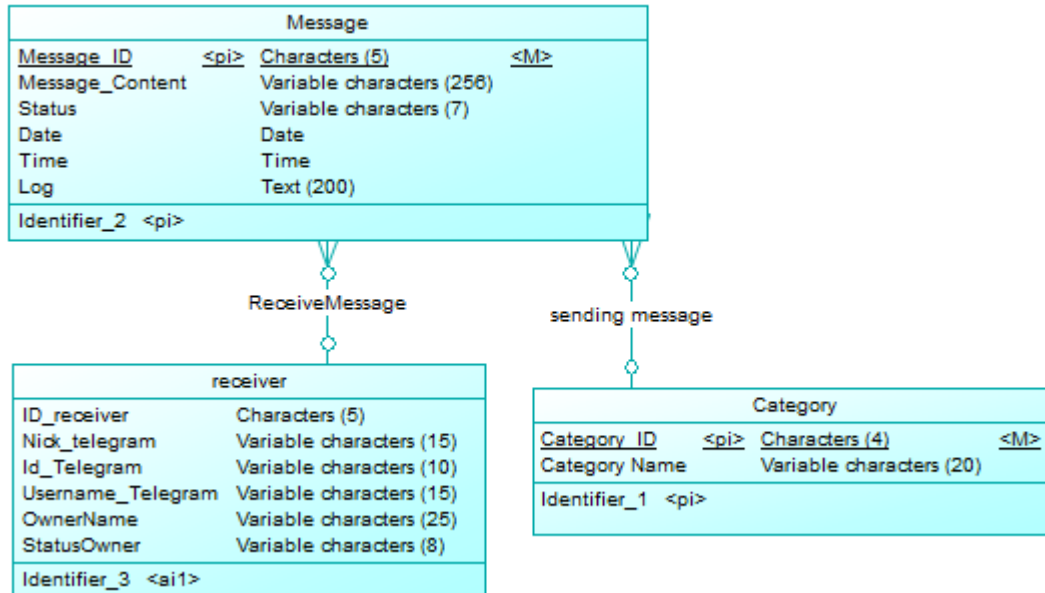 Message
Message_ID <pi> Characters (5) <M>
Message_Content Variable characters (256)
Status Variable characters (7)
Date Date
Time Time
Log Text (200)
Identifier_2 <pi>
ReceiveMessage
sending message
receiver
ID_receiver Characters (5)
Nick_telegram Variable characters (15)
Id_Telegram Variable characters (10)
Username_Telegram Variable characters (15)
OwnerName Variable characters (25)
StatusOwner Variable characters (8)
Identifier_3 <ai1>
Category
Category_ID <pi> Characters (4) <M>
Category Name Variable characters (20)
Identifier_1 <pi>